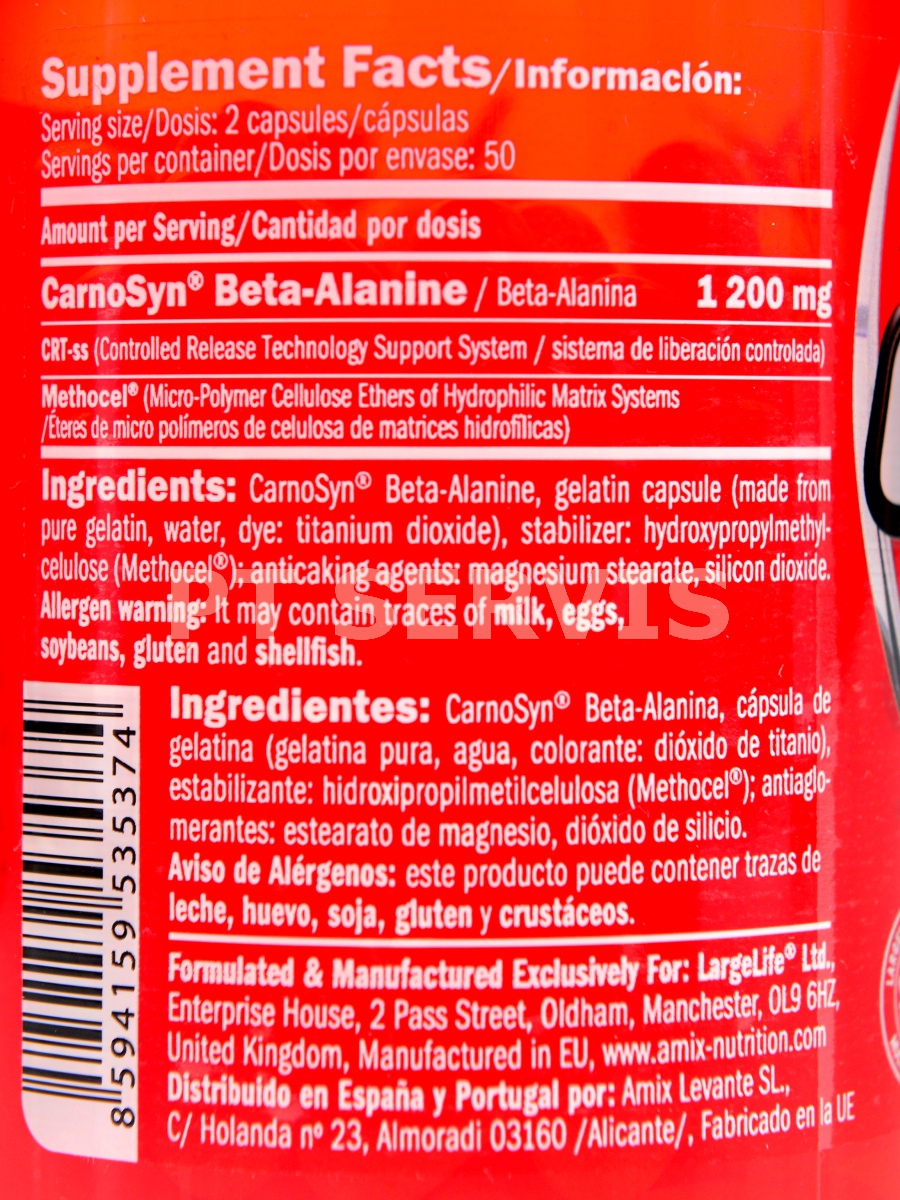 Supplement Facts/Información:
Serving size/Dosis: 2 capsules/cápsulas
Servings per container/Dosis por envase: 50
Amount per Serving/Cantidad por dosis
CarnoSyn® Beta-Alanine / Beta-Alanina 1 200 mg
CRT-ss (Controlled Release Technology Support System / sistema de liberación controlada)
Methocel® (Micro-Polymer Cellulose Ethers of Hydrophilic Matrix Systems
/Éteres de micro polímeros de celulosa de matrices hidrofílicas)
Ingredients: CarnoSyn® Beta-Alanine, gelatin capsule (made from
pure gelatin, water, dye: titanium dioxide), stabilizer: hydroxypropylmethyl-
celulose (Methocel®); anticaking agents: magnesium stearate, silicon dioxide.
Allergen warning: It may contain traces of milk, eggs,
soybeans, gluten and shellfish.
PT SERVIS
Ingredientes: CarnoSyn® Beta-Alanina, cápsula de
gelatina (gelatina pura, agua, colorante: dióxido de titanio),
estabilizante: hidroxipropilmetilcelulosa (Methocel®); antiaglo-
merantes: estearato de magnesio, dióxido de silicio.
Aviso de Alérgenos: este producto puede contener trazas de
leche, huevo, soja, gluten y crustáceos.
Formulated & Manufactured Exclusively For: LargeLife® Ltd.,
Enterprise House, 2 Pass Street, Oldham, Manchester, OL9 6HZ,
United Kingdom, Manufactured in EU, www.amix-nutrition.com
Distribuido en España y Portugal por: Amix Levante SL.,
C/ Holanda nº 23, Almoradi 03160 /Alicante/, Fabricado en la UE
8594159535374